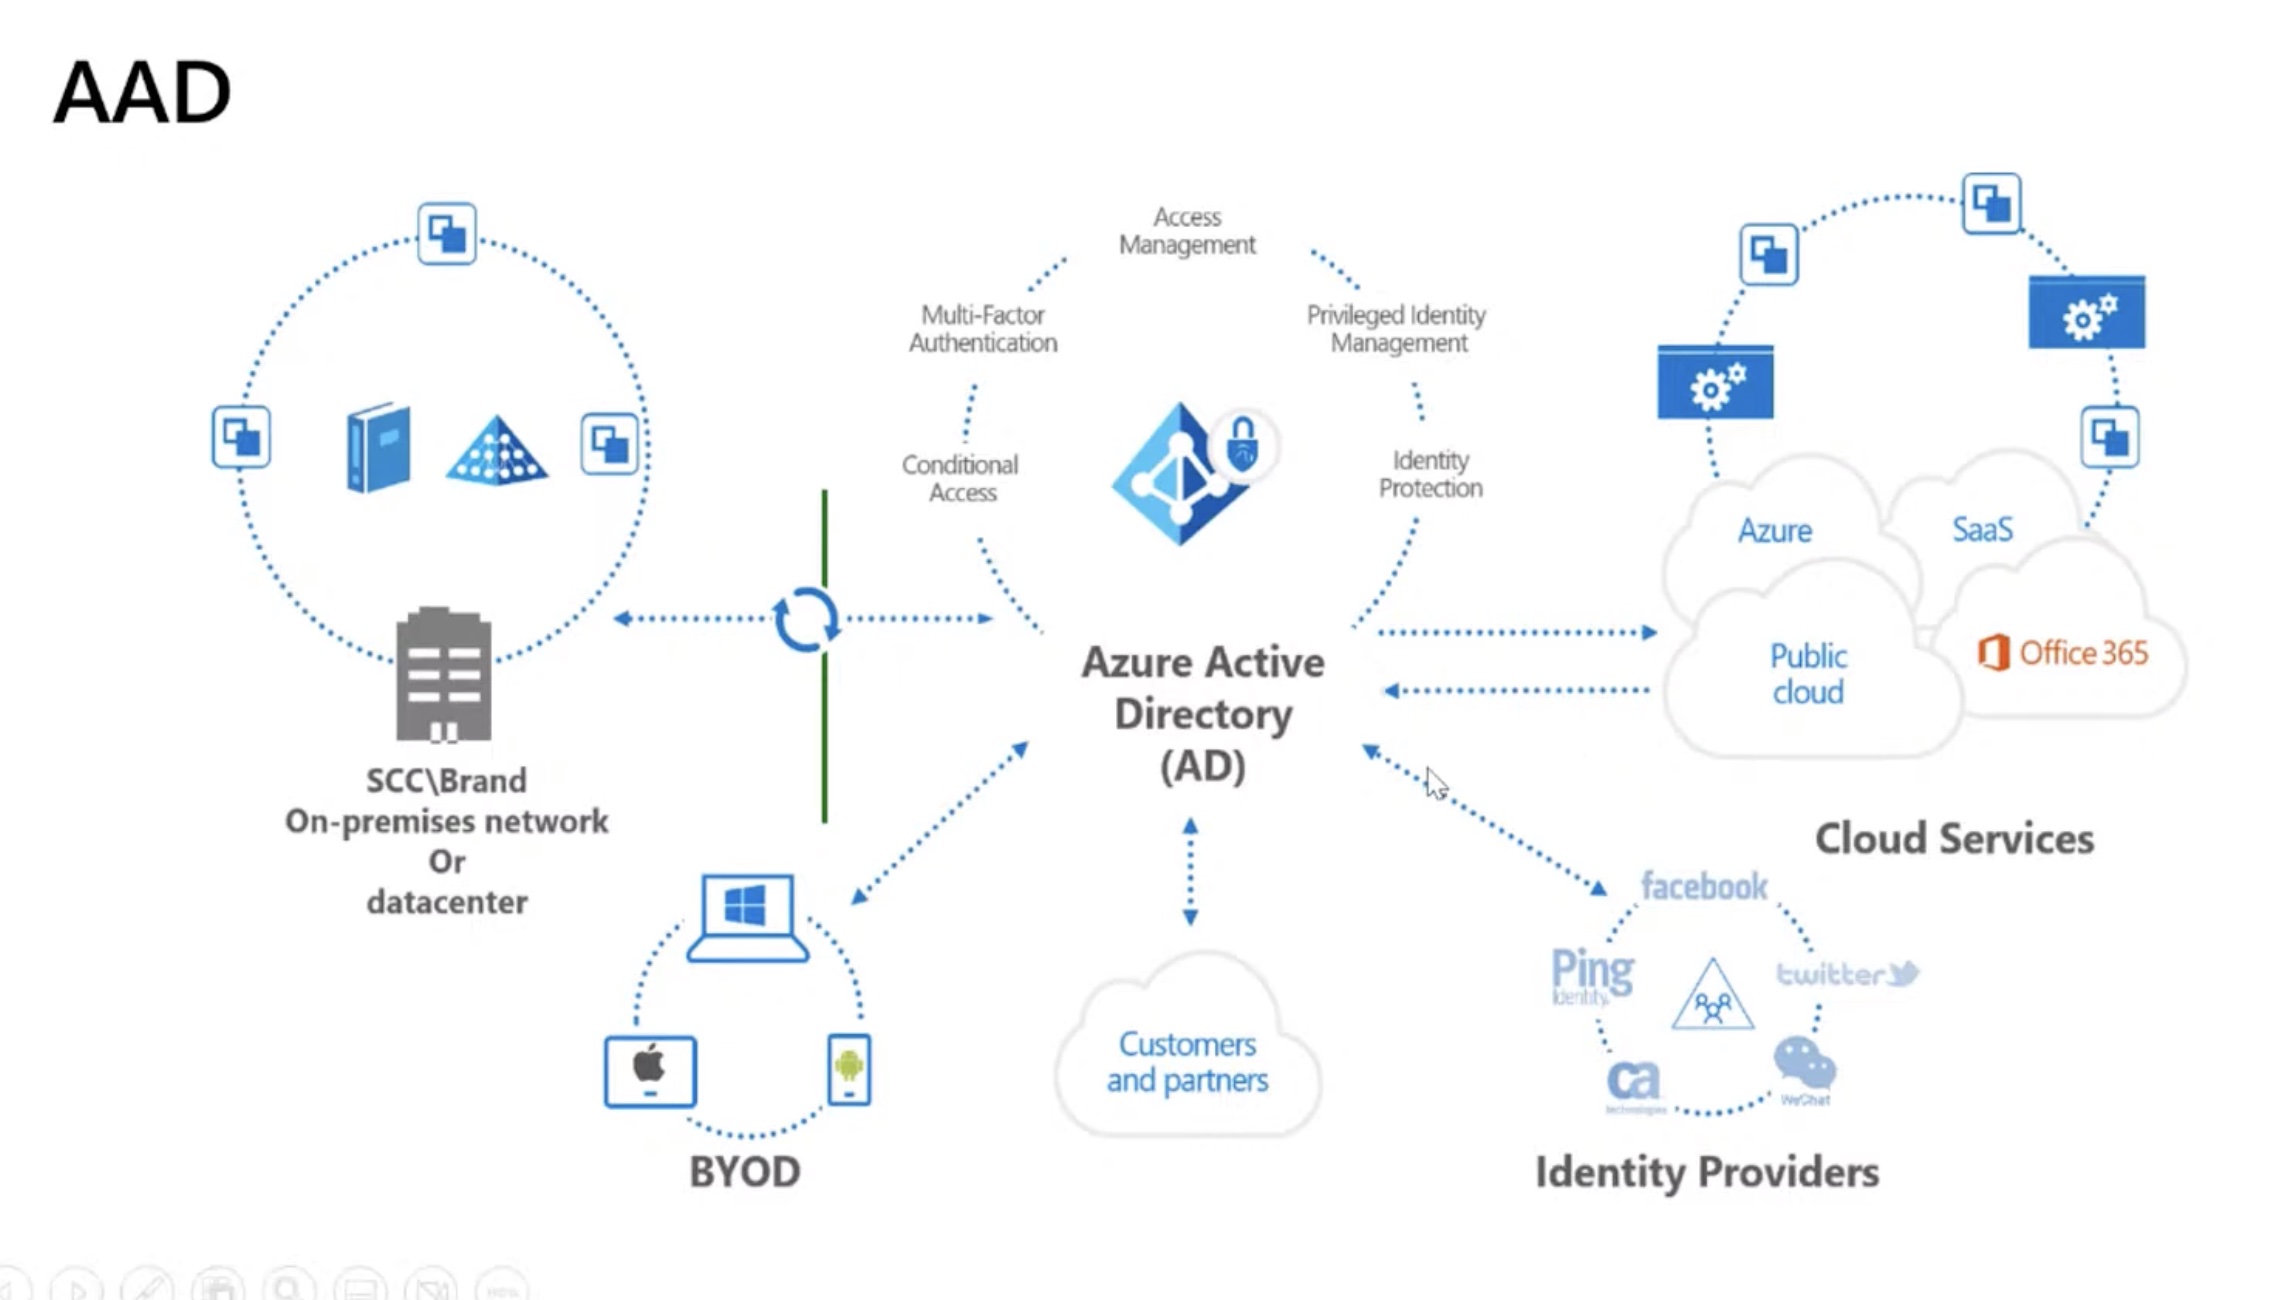 AAD
Access
Management
Multi-Factor
Authentication
Privileged Identity
Management
Conditional
Access
Identity
Protection
Azure Active
Directory
(AD)
SCC\Brand
On-premises network
Or
datacenter
Azure
SaaS
Public
cloud
Office 365
Cloud Services
BYOD
Customers
and partners
facebook
Ping
Identity.
twitter
ca
technologies
WeChat
Identity Providers